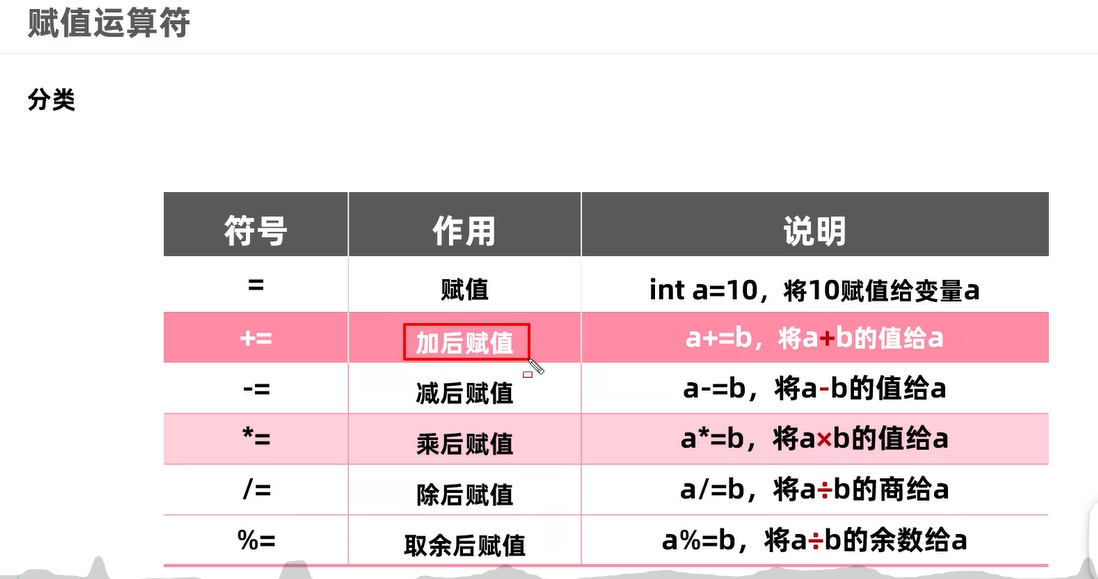 赋值运算符
分类
符号 作用 说明
= 赋值 int a=10，将10赋值给变量a
+= 加后赋值 a+=b，将a+b的值给a
-= 减后赋值 a-=b，将a-b的值给a
*= 乘后赋值 a*=b，将a×b的值给a
/= 除后赋值 a/=b，将a÷b的商给a
%= 取余后赋值 a%=b，将a÷b的余数给a